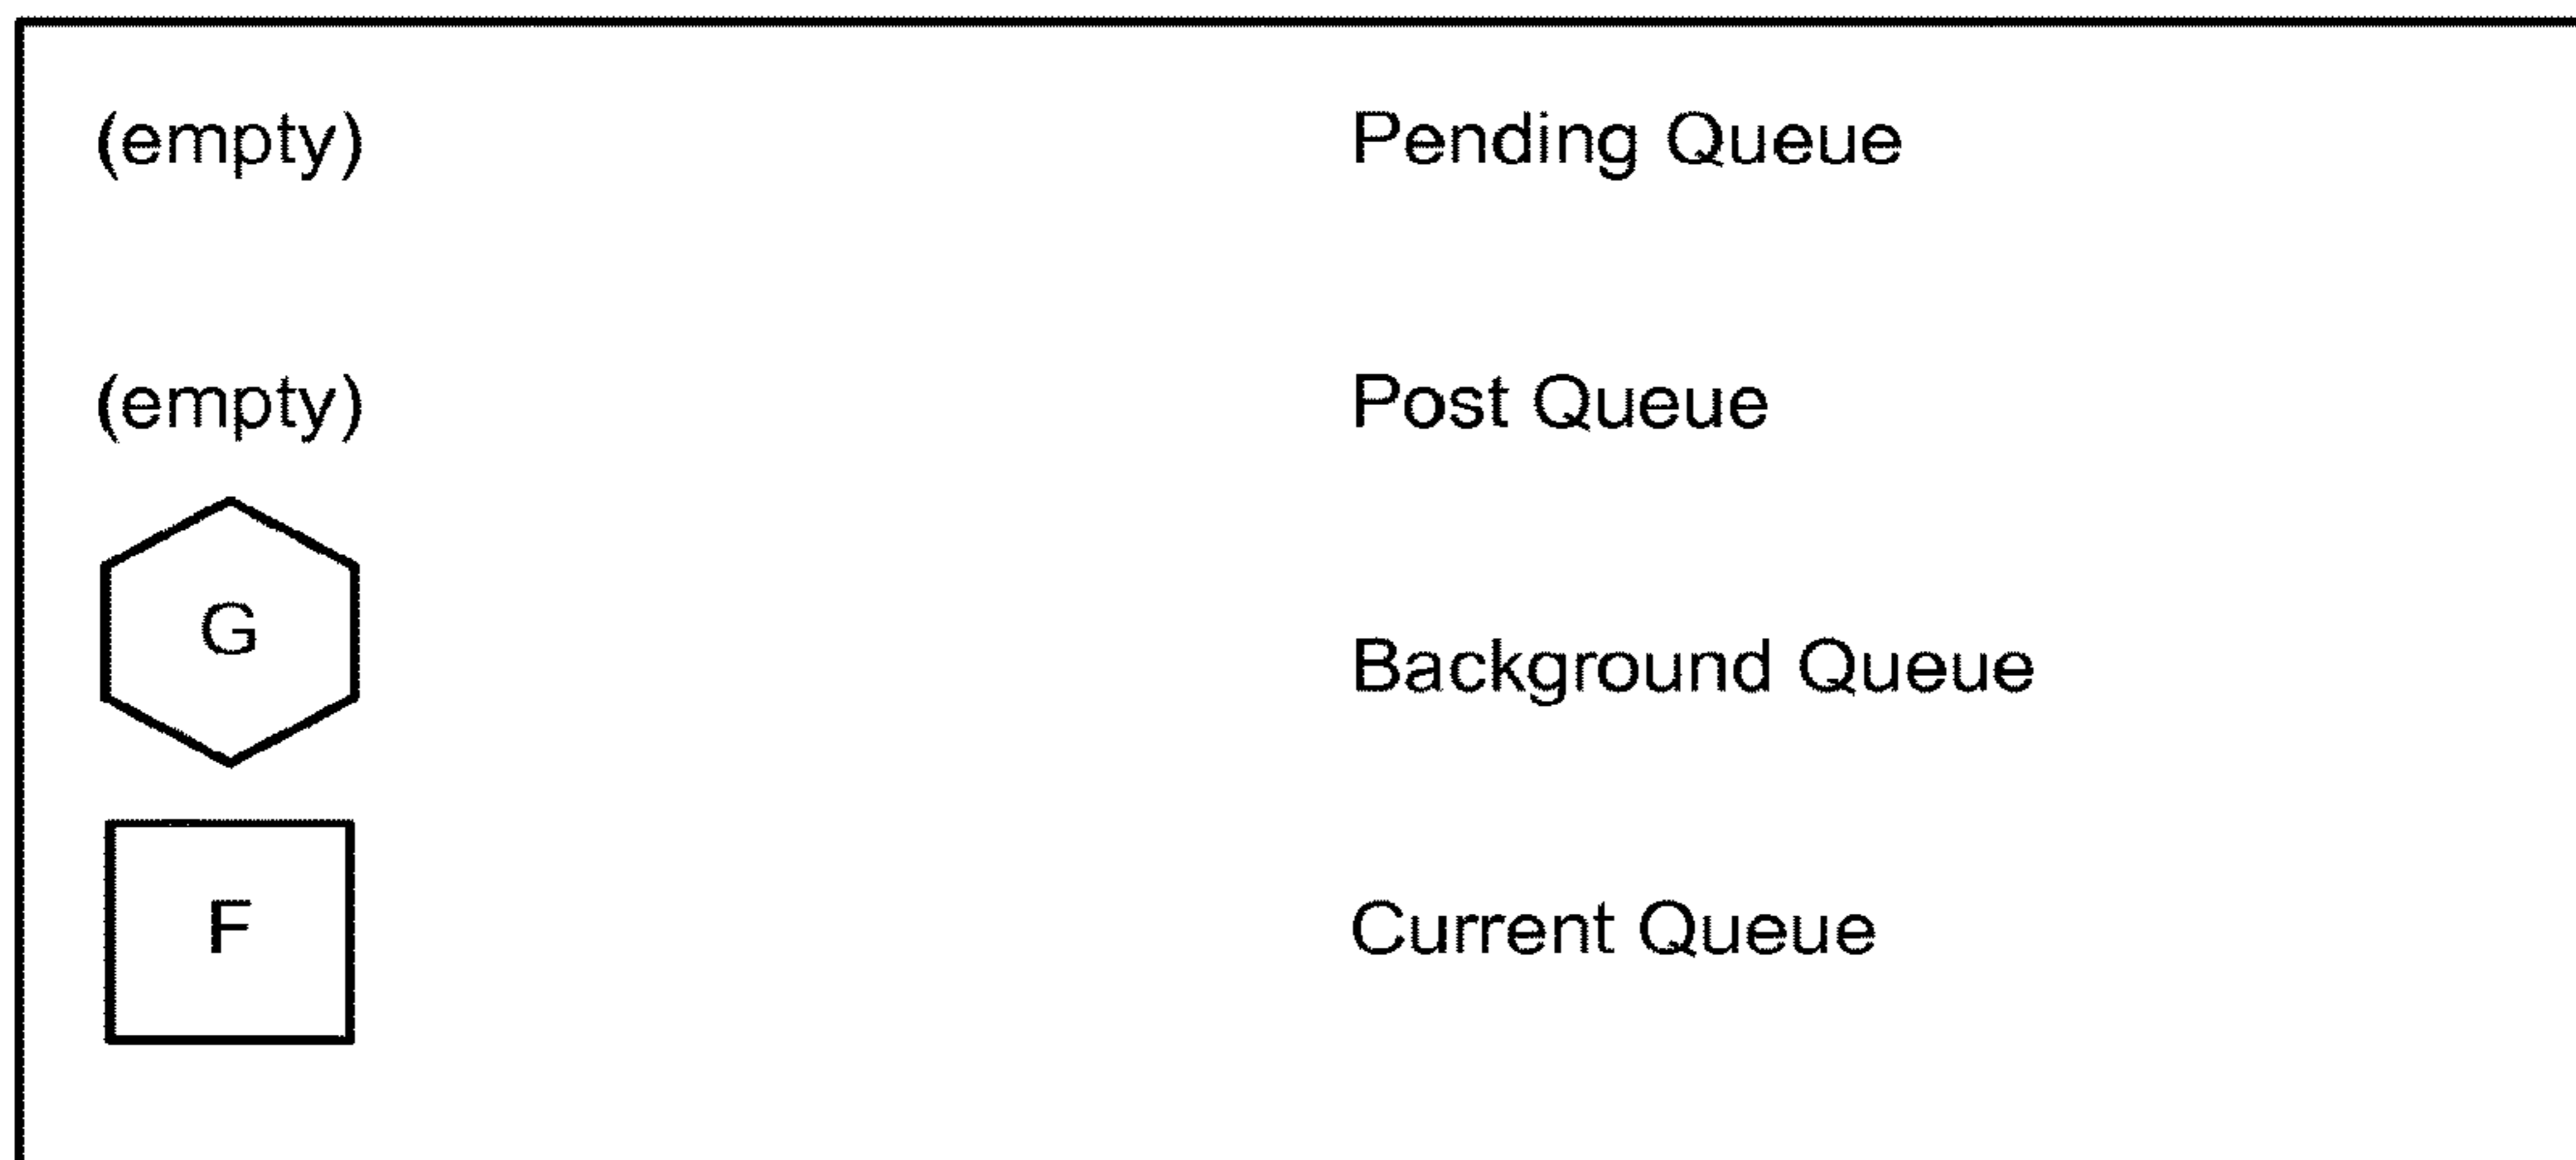 (empty) Pending Queue
(empty) Post Queue
G Background Queue
F Current Queue